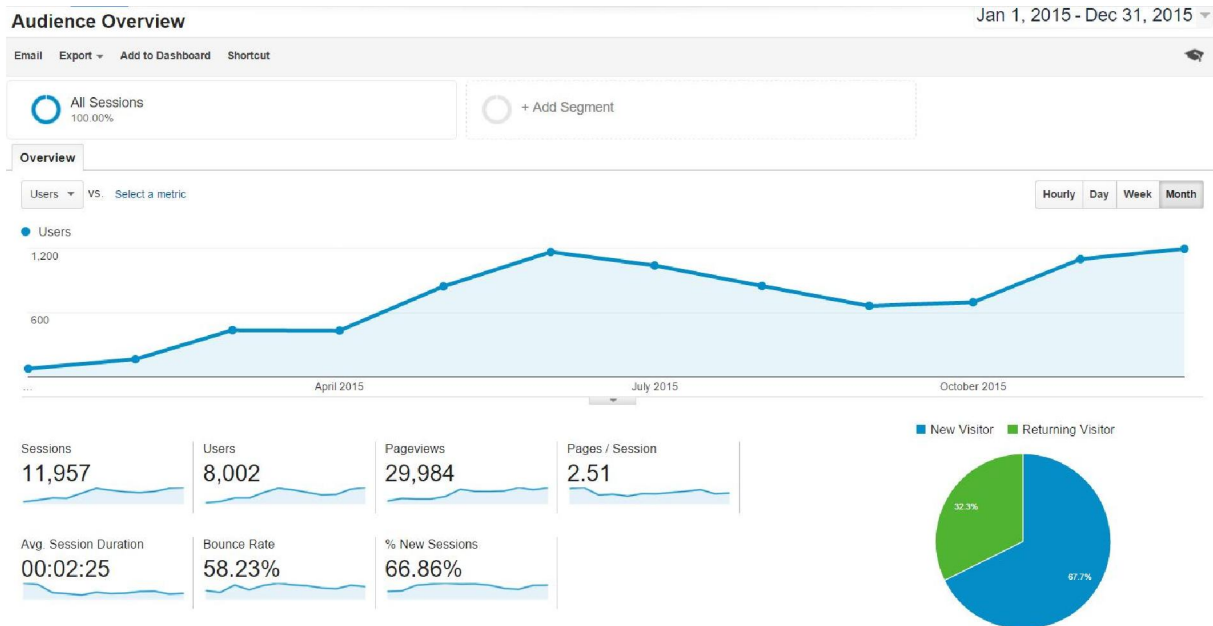 Audience Overview
Jan 1, 2015 - Dec 31, 2015
Email Export Add to Dashboard Shortcut
All Sessions
100.00%
+ Add Segment
Overview
Users VS. Select a metric
Hourly Day Week Month
Users
1,200
600
...
April 2015
July 2015
October 2015
New Visitor Returning Visitor
Sessions
11,957
Users
8,002
Pageviews
29,984
Pages / Session
2.51
Avg. Session Duration
00:02:25
Bounce Rate
58.23%
% New Sessions
66.86%
32.3%
67.7%